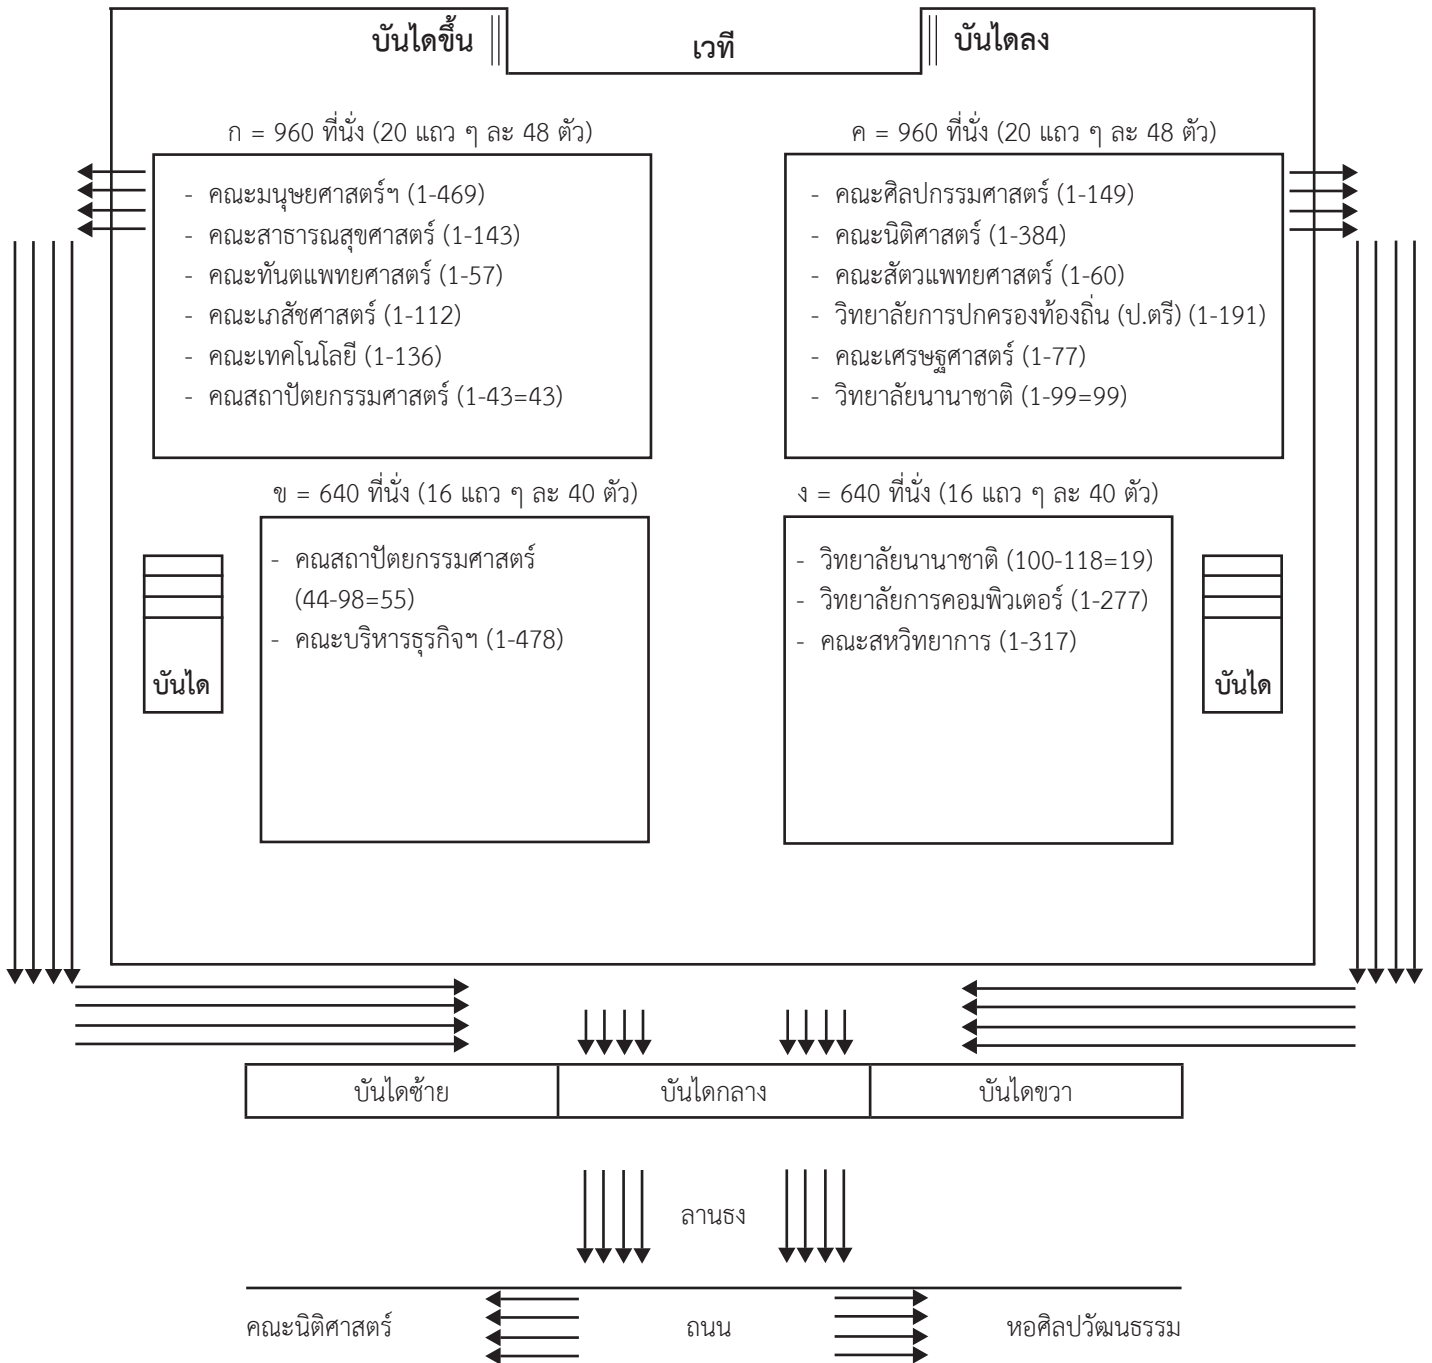 บันไดขึ้น
เวที
บันไดลง
ก = 960 ที่นั่ง (20 แถว ๆ ละ 48 ตัว)
- คณะมนุษยศาสตร์ฯ (1-469)
- คณะสาธารณสุขศาสตร์ (1-143)
- คณะทันตแพทยศาสตร์ (1-57)
- คณะเภสัชศาสตร์ (1-112)
- คณะเทคโนโลยี (1-136)
- คณสถาปัตยกรรมศาสตร์ (1-43=43)
ค = 960 ที่นั่ง (20 แถว ๆ ละ 48 ตัว)
- คณะศิลปกรรมศาสตร์ (1-149)
- คณะนิติศาสตร์ (1-384)
- คณะสัตวแพทยศาสตร์ (1-60)
- วิทยาลัยการปกครองท้องถิ่น (ป.ตรี) (1-191)
- คณะเศรษฐศาสตร์ (1-77)
- วิทยาลัยนานาชาติ (1-99=99)
ข = 640 ที่นั่ง (16 แถว ๆ ละ 40 ตัว)
- คณสถาปัตยกรรมศาสตร์
(44-98=55)
- คณะบริหารธุรกิจฯ (1-478)
บันได
ง = 640 ที่นั่ง (16 แถว ๆ ละ 40 ตัว)
- วิทยาลัยนานาชาติ (100-118=19)
- วิทยาลัยการคอมพิวเตอร์ (1-277)
- คณะสหวิทยาการ (1-317)
บันได
บันไดซ้าย
บันไดกลาง
บันไดขวา
ลานธง
คณะนิติศาสตร์
ถนน
หอศิลปวัฒนธรรม